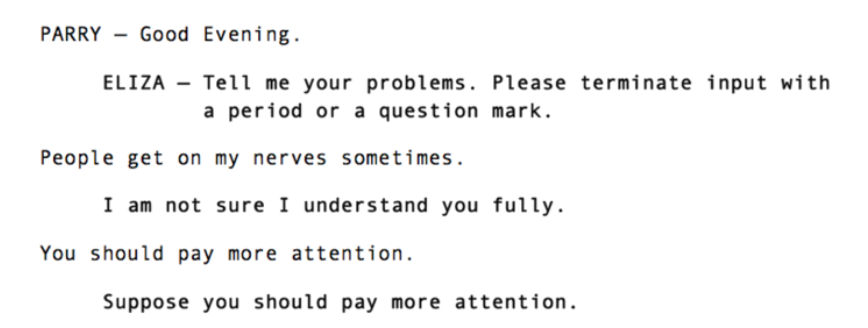 PARRY — Good Evening.
ELIZA — Tell me your problems. Please terminate input with
a period or a question mark.
People get on my nerves sometimes.
I am not sure I understand you fully.
You should pay more attention.
Suppose you should pay more attention.